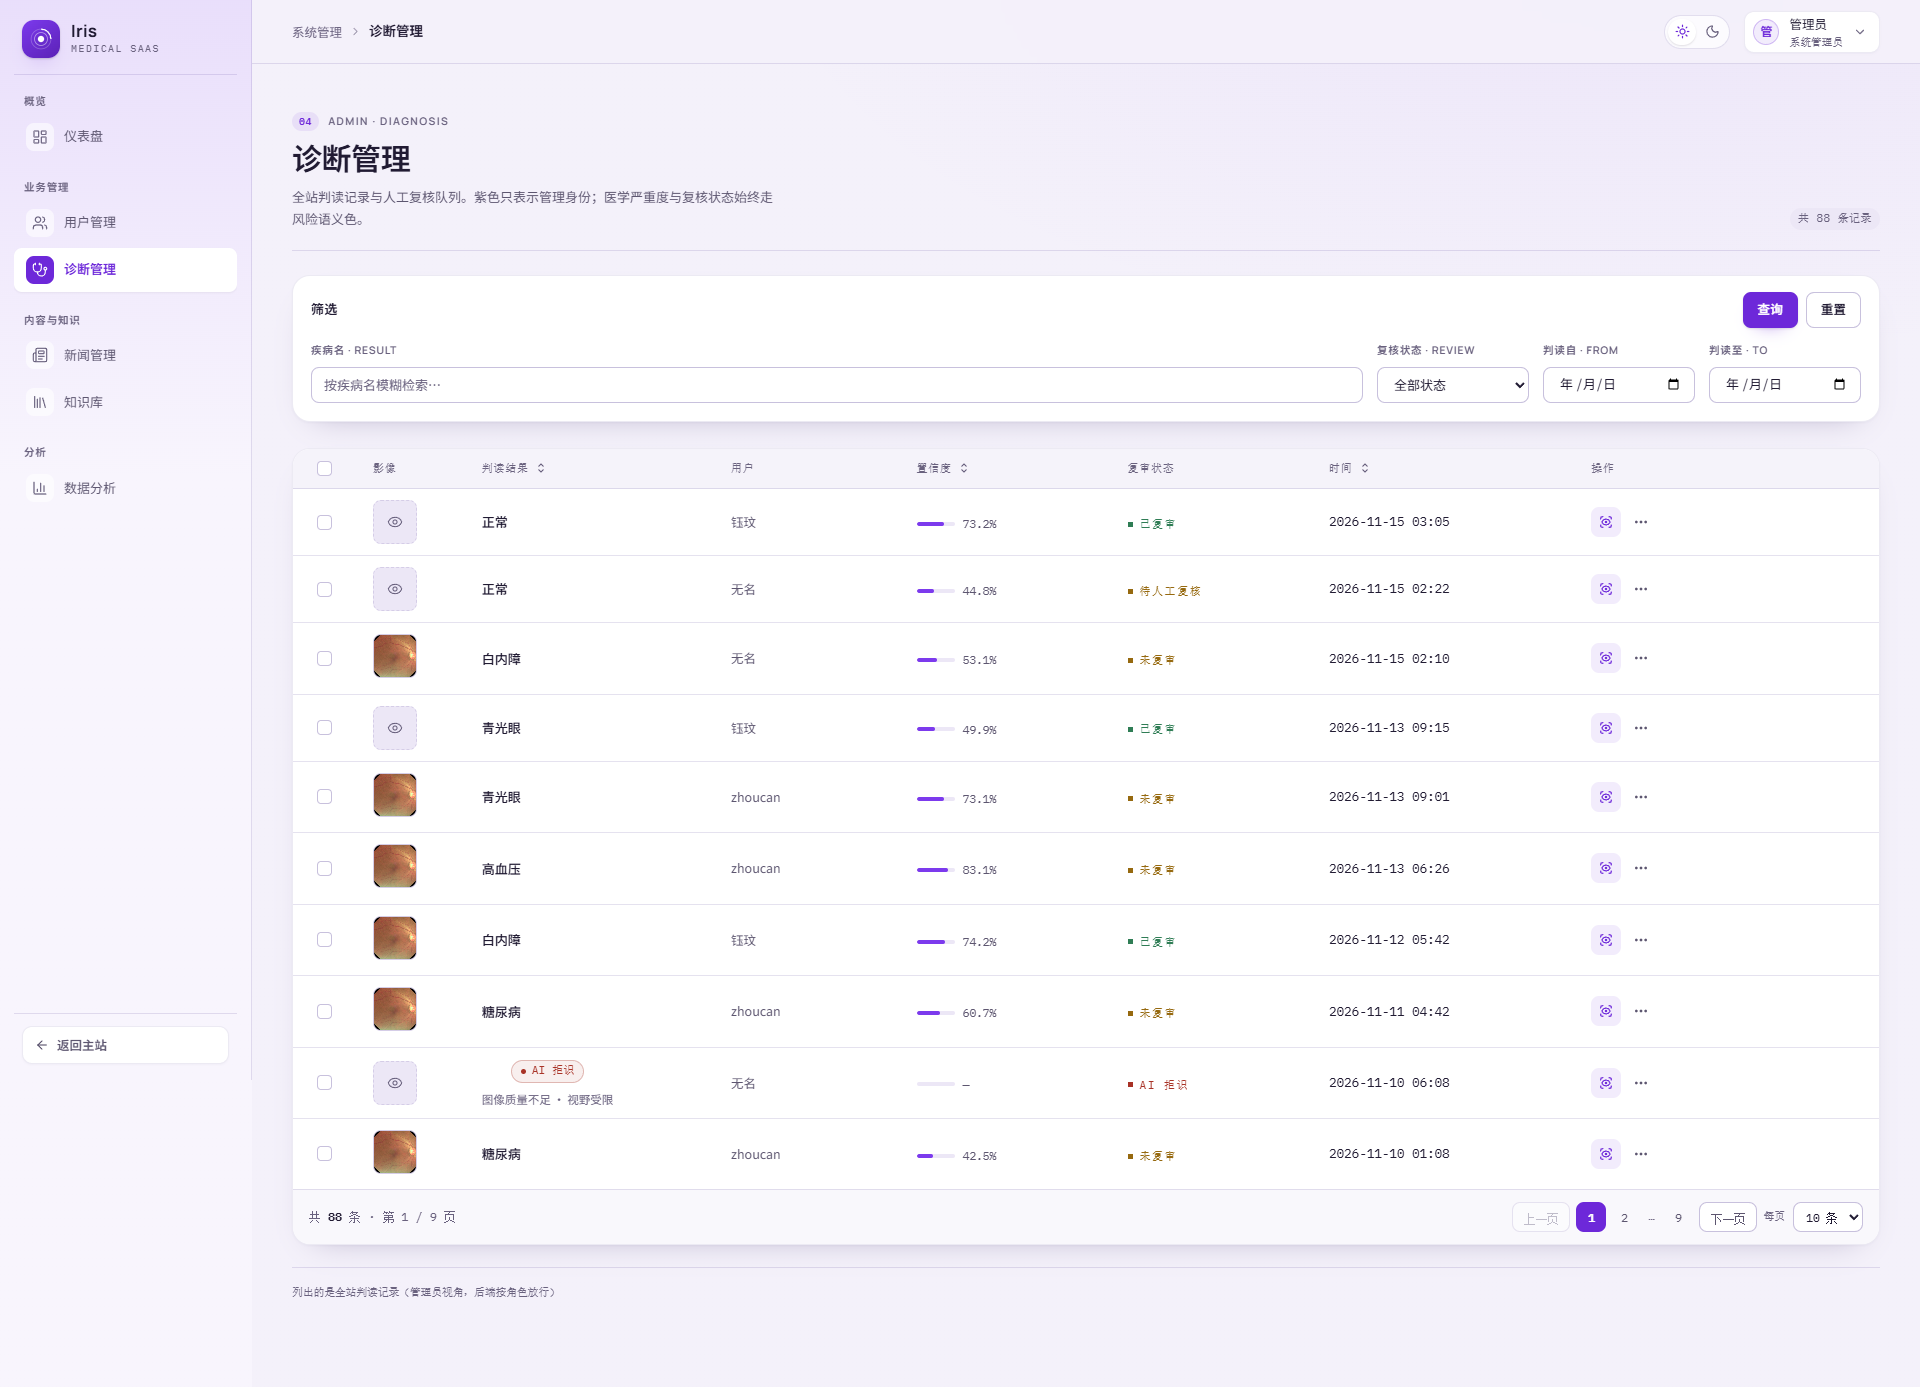 Iris
MEDICAL SAAS
概览
仪表盘
业务管理
用户管理
诊断管理
内容与知识
新闻管理
知识库
分析
数据分析
返回主站
系统管理 > 诊断管理
管 管理员
系统管理员
04 ADMIN · DIAGNOSIS
诊断管理
全站判读记录与人工复核队列。紫色只表示管理身份；医学严重度与复核状态始终走
风险语义色。
共 88 条记录
筛选
查询 重置
疾病名 · RESULT 复核状态 · REVIEW 判读自 · FROM 判读至 · TO
按疾病名模糊检索… 全部状态 年 /月/日 年 /月/日
影像 判读结果 用户 置信度 复审状态 时间 操作
正常 钰玟 73.2% 已复审 2026-11-15 03:05
正常 无名 44.8% 待人工复核 2026-11-15 02:22
白内障 无名 53.1% 未复审 2026-11-15 02:10
青光眼 钰玟 49.9% 已复审 2026-11-13 09:15
青光眼 zhoucan 73.1% 未复审 2026-11-13 09:01
高血压 zhoucan 83.1% 未复审 2026-11-13 06:26
白内障 钰玟 74.2% 已复审 2026-11-12 05:42
糖尿病 zhoucan 60.7% 未复审 2026-11-11 04:42
AI 拒识
图像质量不足 · 视野受限 无名 — AI 拒识 2026-11-10 06:08
糖尿病 zhoucan 42.5% 未复审 2026-11-10 01:08
共 88 条 · 第 1 / 9 页 上一页 1 2 … 9 下一页 每页 10 条
列出的是全站判读记录（管理员视角，后端按角色放行）